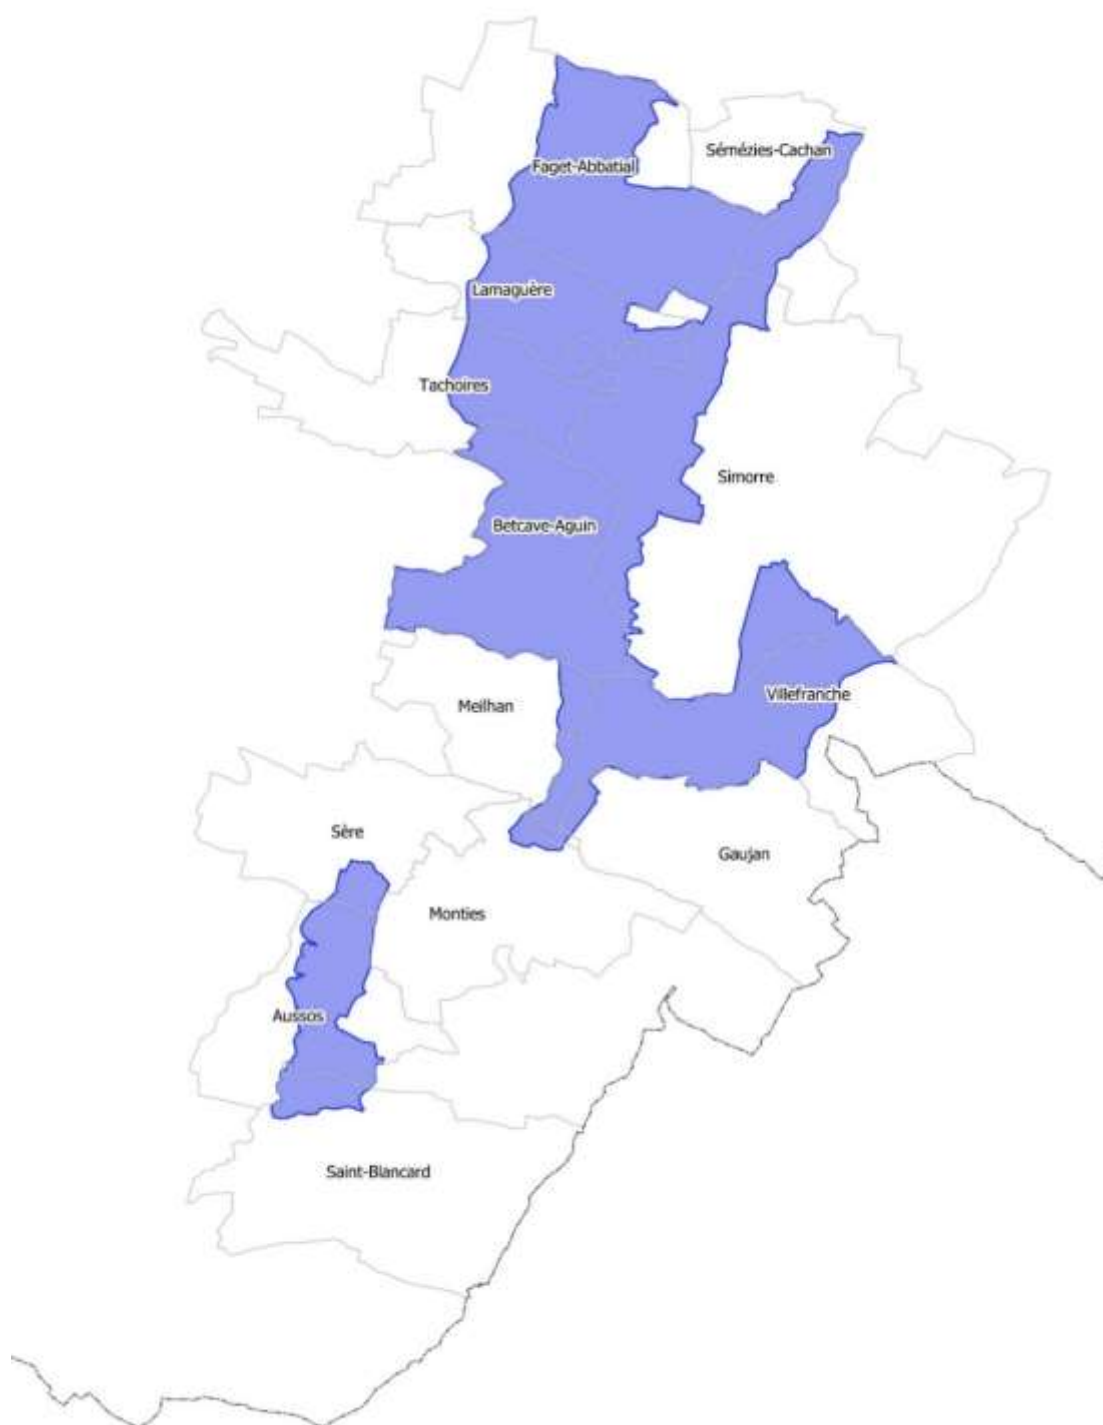 Sémézies-Cachan
Faget-Abbatial
Lamaguère
Tachoires
Simorre
Betcave-Aguin
Villefranche
Meilhan
Sère
Gaujan
Monties
Aussos
Saint-Blancard